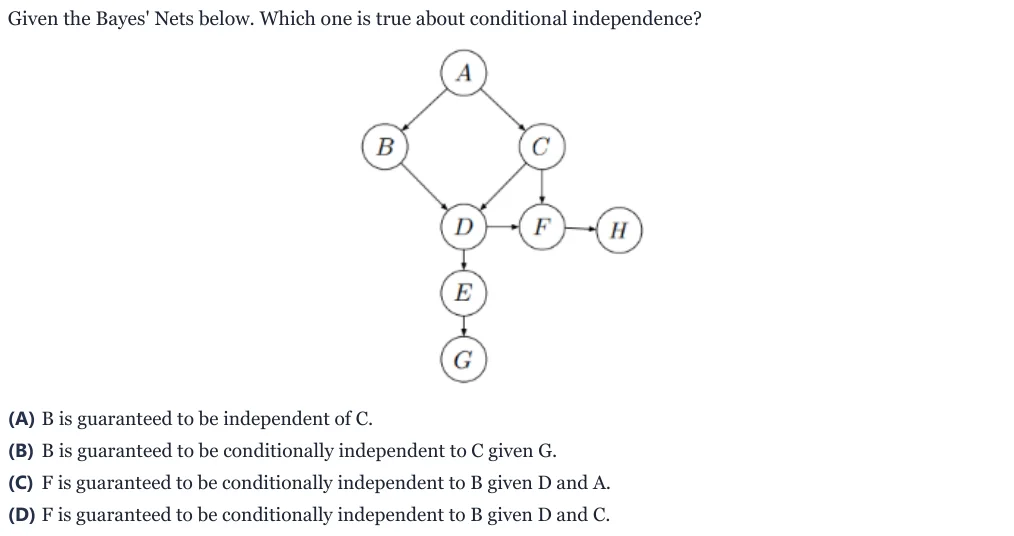 Given the Bayes' Nets below. Which one is true about conditional independence?
A
B
C
D
F
H
E
G
(A) B is guaranteed to be independent of C.
(B) B is guaranteed to be conditionally independent to C given G.
(C) F is guaranteed to be conditionally independent to B given D and A.
(D) F is guaranteed to be conditionally independent to B given D and C.